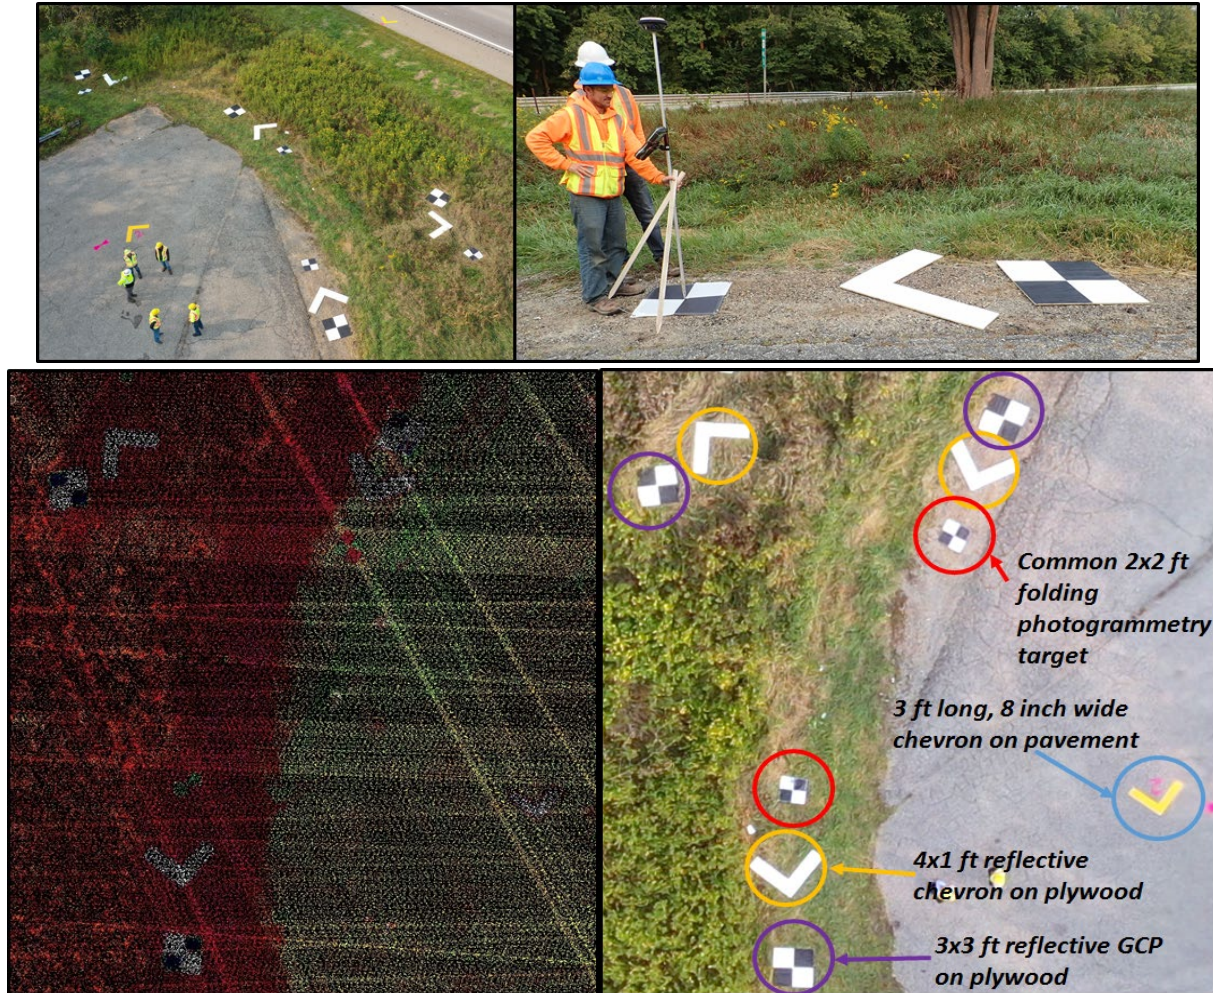 Common 2x2 ft
folding
photogrammetry
target
3 ft long, 8 inch wide
chevron on pavement
4x1 ft reflective
chevron on plywood
3x3 ft reflective GCP
on plywood